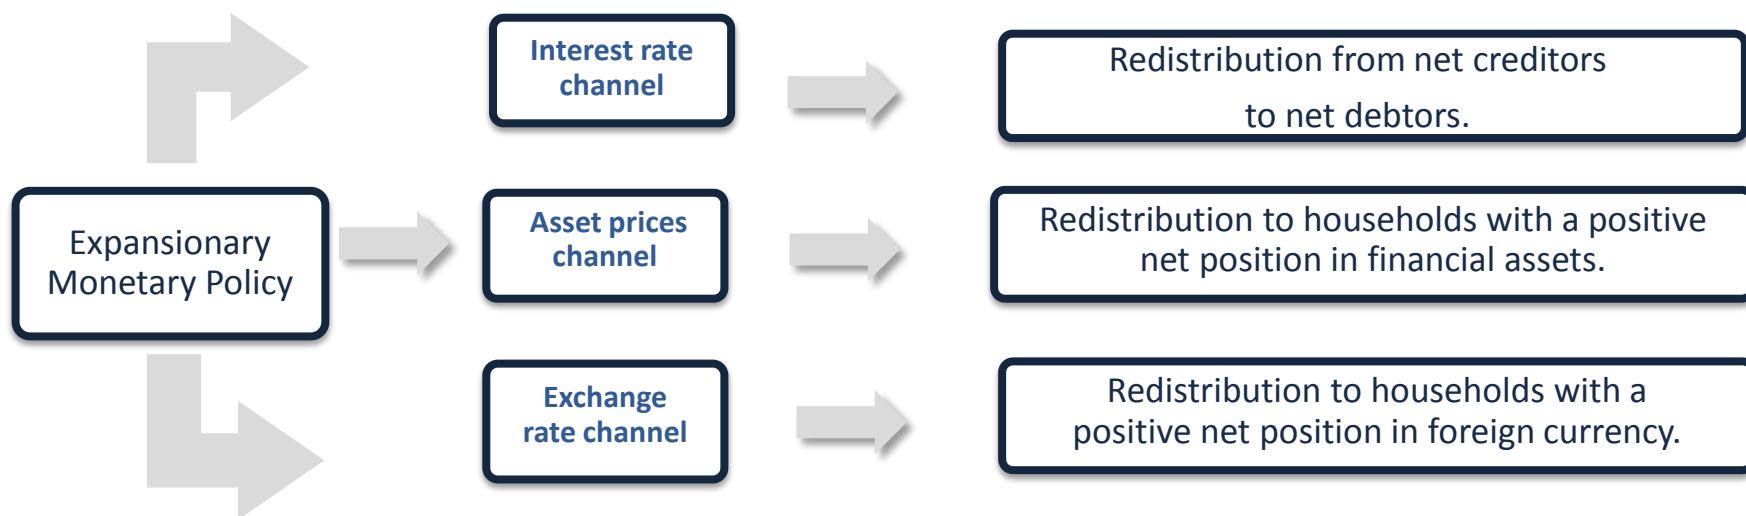 Interest rate
channel
Redistribution from net creditors
to net debtors.
Expansionary
Monetary Policy
Asset prices
channel
Redistribution to households with a positive
net position in financial assets.
Exchange
rate channel
Redistribution to households with a
positive net position in foreign currency.